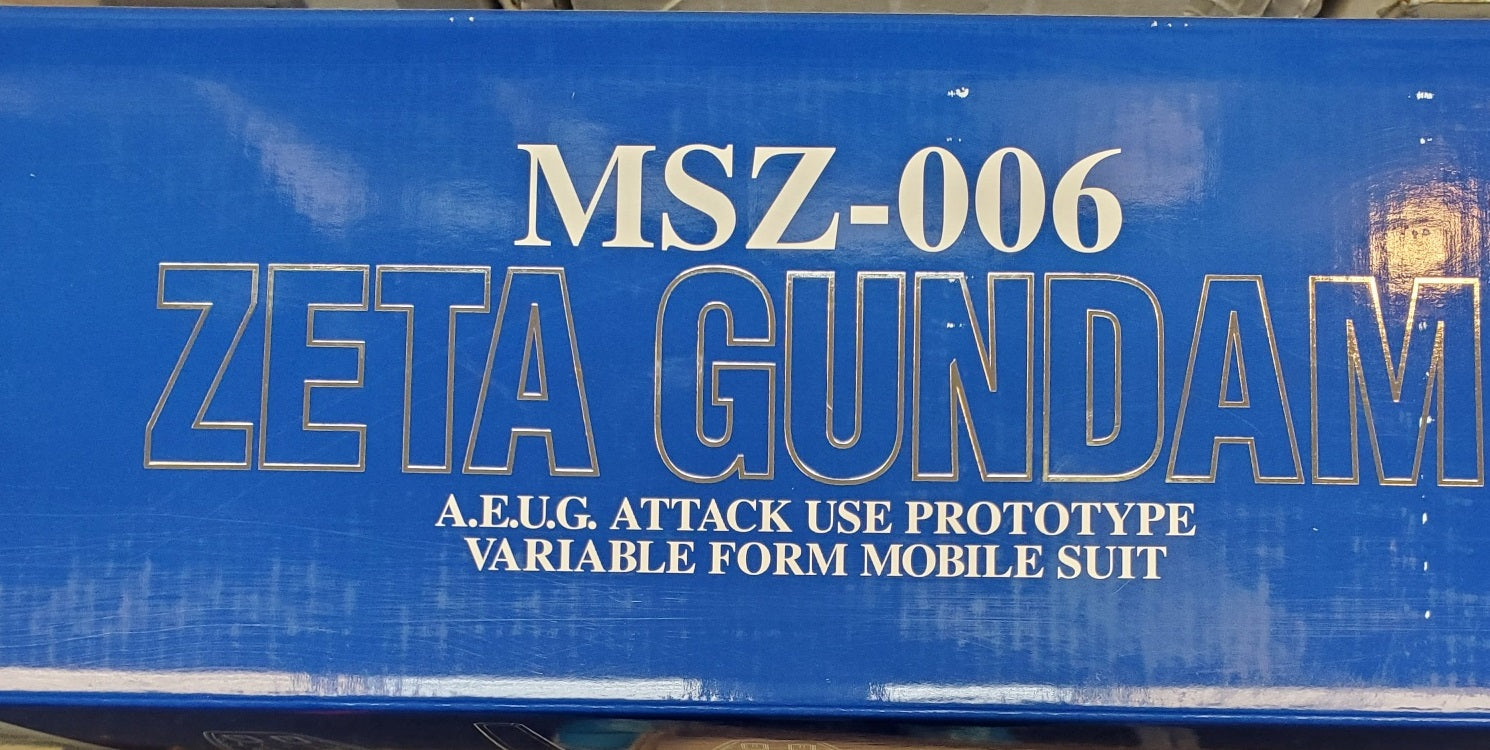 MSZ-006
ZETA GUNDAM
A.E.U.G. ATTACK USE PROTOTYPE
VARIABLE FORM MOBILE SUIT